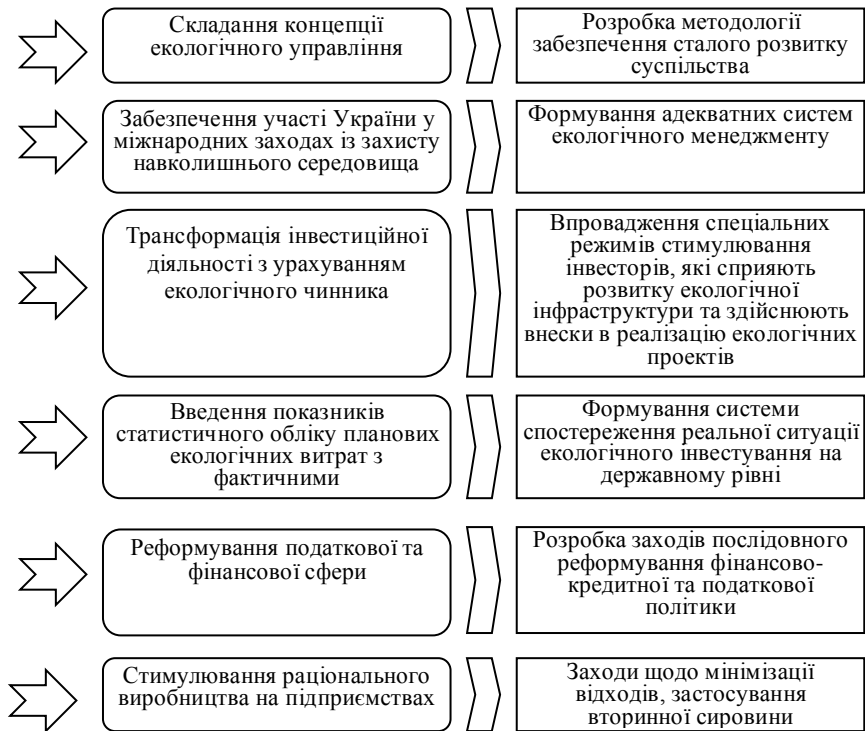 Складання концепції
екологічного управління
Розробка методології
забезпечення сталого розвитку
суспільства
Забезпечення участі України у
міжнародних заходах із захисту
навколишнього середовища
Формування адекватних систем
екологічного менеджменту
Трансформація інвестиційної
діяльності з урахуванням
екологічного чинника
Впровадження спеціальних
режимів стимулювання
інвесторів, які сприяють
розвитку екологічної
інфраструктури та здійснюють
внески в реалізацію екологічних
проектів
Введення показників
статистичного обліку планових
екологічних витрат з
фактичними
Формування системи
спостереження реальної ситуації
екологічного інвестування на
державному рівні
Реформування податкової та
фінансової сфери
Розробка заходів послідовного
реформування фінансово-
кредитної та податкової
політики
Стимулювання раціонального
виробництва на підприємствах
Заходи щодо мінімізації
відходів, застосування
вторинної сировини